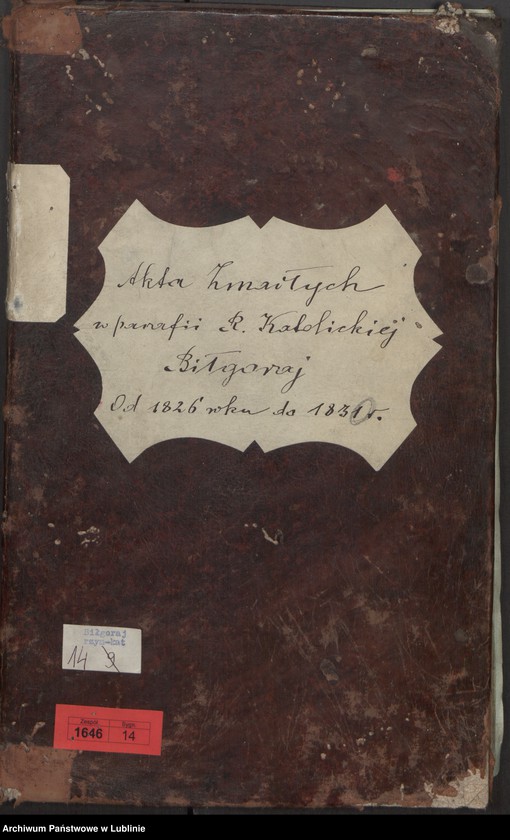 Akta Zmarłych
w parafii R. Katolickiej
Biłgoraj
Od 1826 roku do 1831 r.
Biłgoraj
rzym-kat
14 9
Zespół Sygn.
1646 14
Archiwum Państwowe w Lublinie